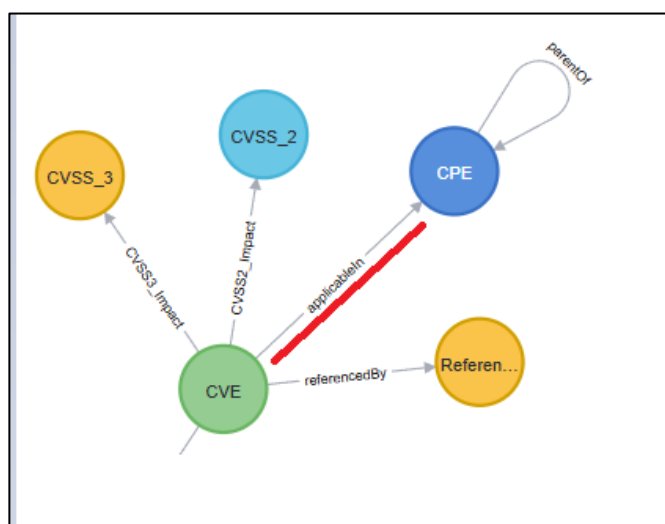 parentOf
CVSS_2
CVSS_3
CPE
CVSS3_Impact
CVSS2_Impact
applicableIn
referencedBy
Referen...
CVE